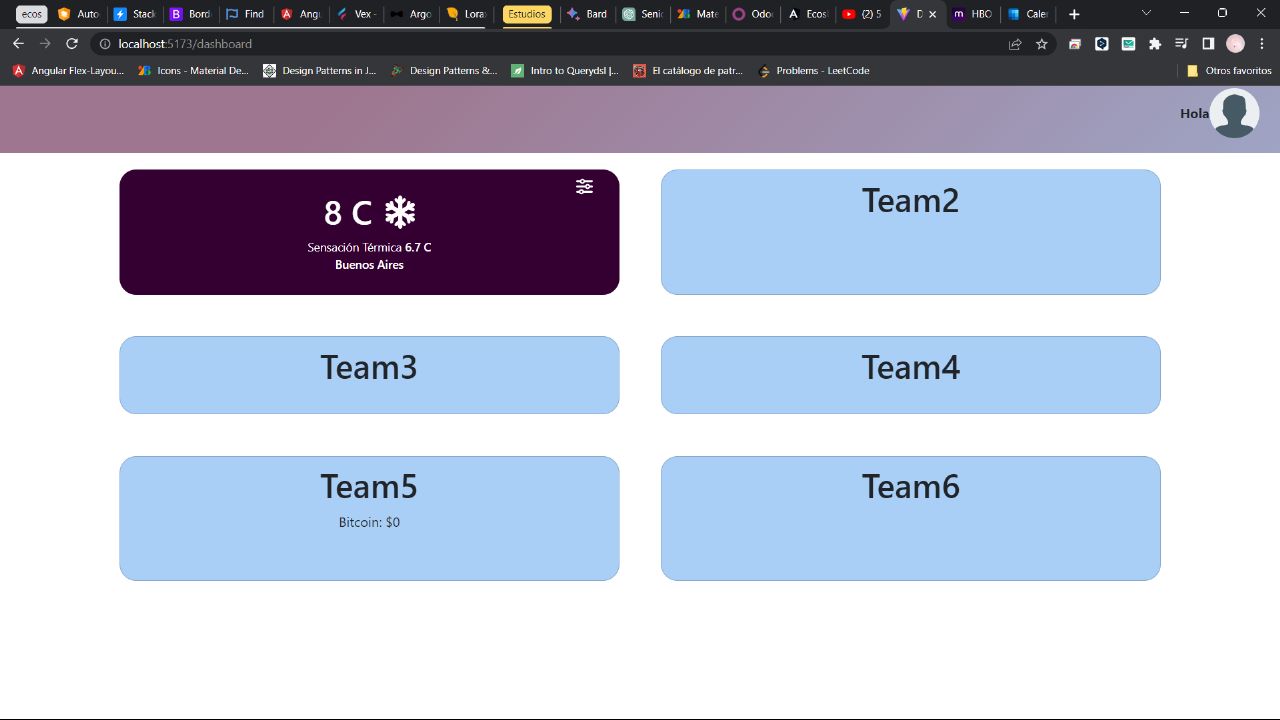 ecos Auto Stack Bord Find Angu Vex - Argo Lora Estudios Bard Senio Mate Odo (2) 5 D HBO Cale
localhost:5173/dashboard
Angular Flex-Layou... Icons - Material De... Design Patterns in J... Design Patterns &... Intro to Querydsl |... El catálogo de patr... Problems - LeetCode Otros favoritos
Hola
8 C
Sensación Térmica 6.7 C
Buenos Aires
Team2
Team3
Team4
Team5
Bitcoin: $0
Team6